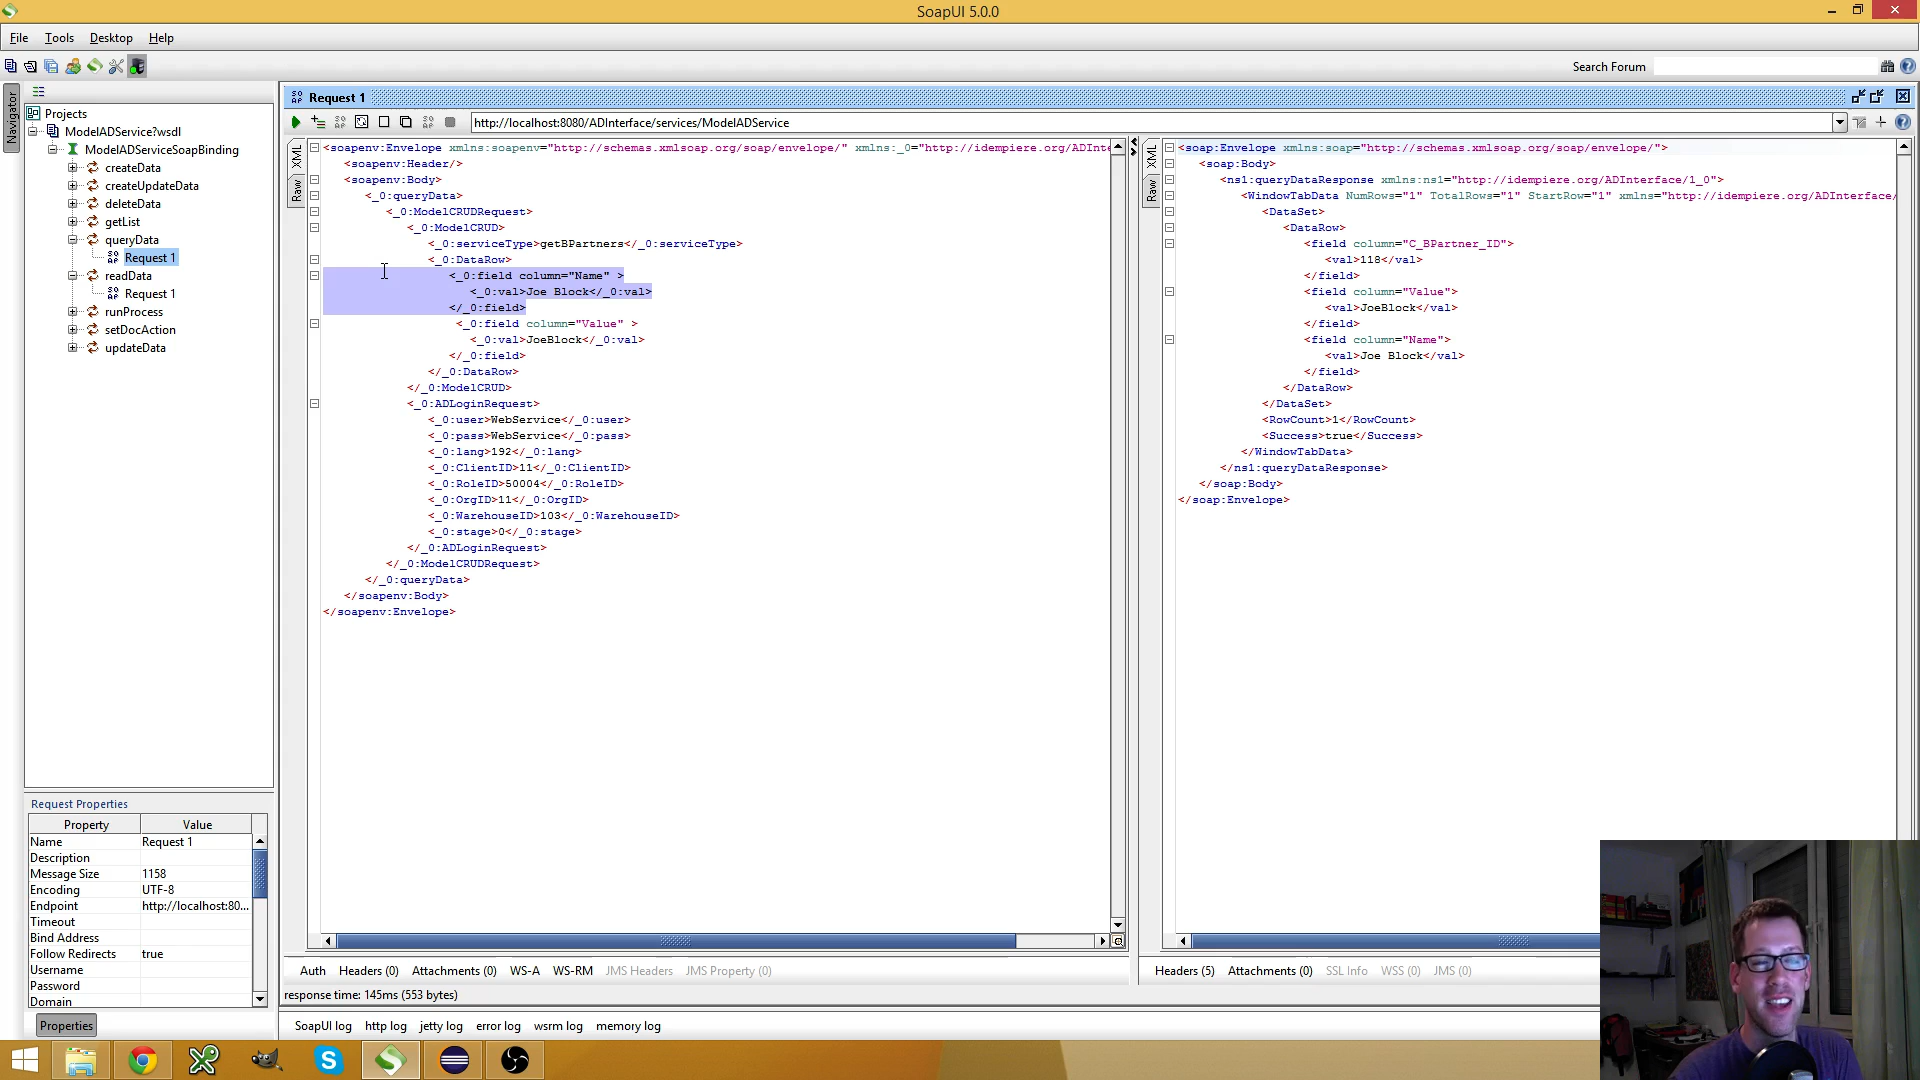 SoapUI 5.0.0
File Tools Desktop Help
Search Forum
Navigator
Projects
ModelADService?wsdl
ModelADServiceSoapBinding
createData
createUpdateData
deleteData
getList
queryData
Request 1
readData
Request 1
runProcess
setDocAction
updateData
Request 1
http://localhost:8080/ADInterface/services/ModelADService
XML
Raw
<soapenv:Envelope xmlns:soapenv="http://schemas.xmlsoap.org/soap/envelope/" xmlns:_0="http://idempiere.org/ADInte
<soapenv:Header/>
<soapenv:Body>
<_0:queryData>
<_0:ModelCRUDRequest>
<_0:ModelCRUD>
<_0:serviceType>getBPartners</_0:serviceType>
<_0:DataRow>
<_0:field column="Name" >
<_0:val>Joe Block</_0:val>
</_0:field>
<_0:field column="Value" >
<_0:val>JoeBlock</_0:val>
</_0:field>
</_0:DataRow>
</_0:ModelCRUD>
<_0:ADLoginRequest>
<_0:user>WebService</_0:user>
<_0:pass>WebService</_0:pass>
<_0:lang>192</_0:lang>
<_0:ClientID>11</_0:ClientID>
<_0:RoleID>50004</_0:RoleID>
<_0:OrgID>11</_0:OrgID>
<_0:WarehouseID>103</_0:WarehouseID>
<_0:stage>0</_0:stage>
</_0:ADLoginRequest>
</_0:ModelCRUDRequest>
</_0:queryData>
</soapenv:Body>
</soapenv:Envelope>
XML
Raw
<soap:Envelope xmlns:soap="http://schemas.xmlsoap.org/soap/envelope/">
<soap:Body>
<ns1:queryDataResponse xmlns:ns1="http://idempiere.org/ADInterface/1_0">
<WindowTabData NumRows="1" TotalRows="1" StartRow="1" xmlns="http://idempiere.org/ADInterface/
<DataSet>
<DataRow>
<field column="C_BPartner_ID">
<val>118</val>
</field>
<field column="Value">
<val>JoeBlock</val>
</field>
<field column="Name">
<val>Joe Block</val>
</field>
</DataRow>
</DataSet>
<RowCount>1</RowCount>
<Success>true</Success>
</WindowTabData>
</ns1:queryDataResponse>
</soap:Body>
</soap:Envelope>
Request Properties
Property Value
Name Request 1
Description
Message Size 1158
Encoding UTF-8
Endpoint http://localhost:80...
Timeout
Bind Address
Follow Redirects true
Username
Password
Domain
Properties
Auth Headers (0) Attachments (0) WS-A WS-RM JMS Headers JMS Property (0)
Headers (5) Attachments (0) SSL Info WSS (0) JMS (0)
response time: 145ms (553 bytes)
SoapUI log http log jetty log error log wsrm log memory log